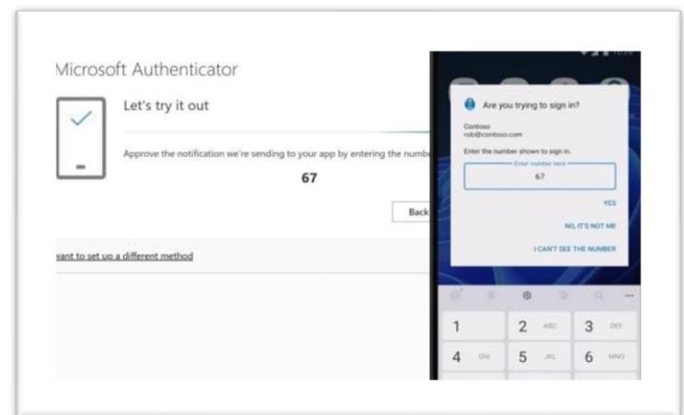 Microsoft Authenticator
Let's try it out
Approve the notification we're sending to your app by entering the numbe
67
Back
want to set up a different method
Are you trying to sign in?
Contoso
rob@contoso.com
Enter the number shown to sign in.
Enter number here
67
YES
NO, IT'S NOT ME
I CAN'T SEE THE NUMBER
1
2 ABC
3 DEF
4 GHI
5 JKL
6 MNO